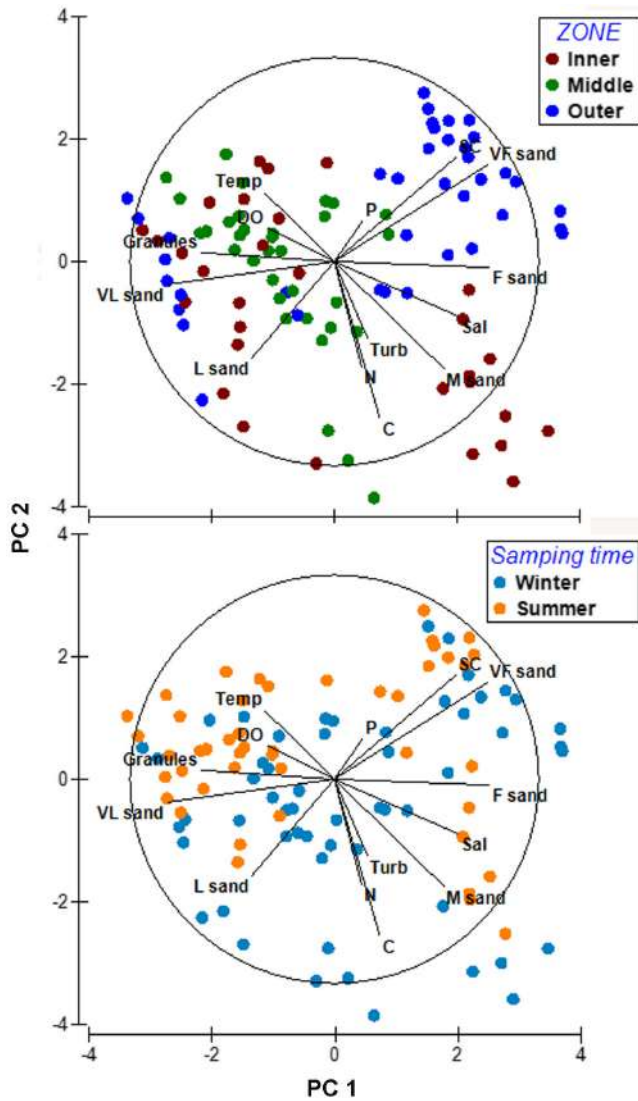 4
2
0
-2
-4
PC 2
ZONE
Inner
Middle
Outer
SC
VF sand
Temp
P
DO
Granules
F sand
VL sand
Sal
Turb
L sand
N
M sand
C
4
2
0
-2
-4
Samping time
Winter
Summer
SC
VF sand
Temp
P
DO
Granules
F sand
VL sand
Sal
Turb
L sand
N
M sand
C
-4 -2 0 2 4
PC 1